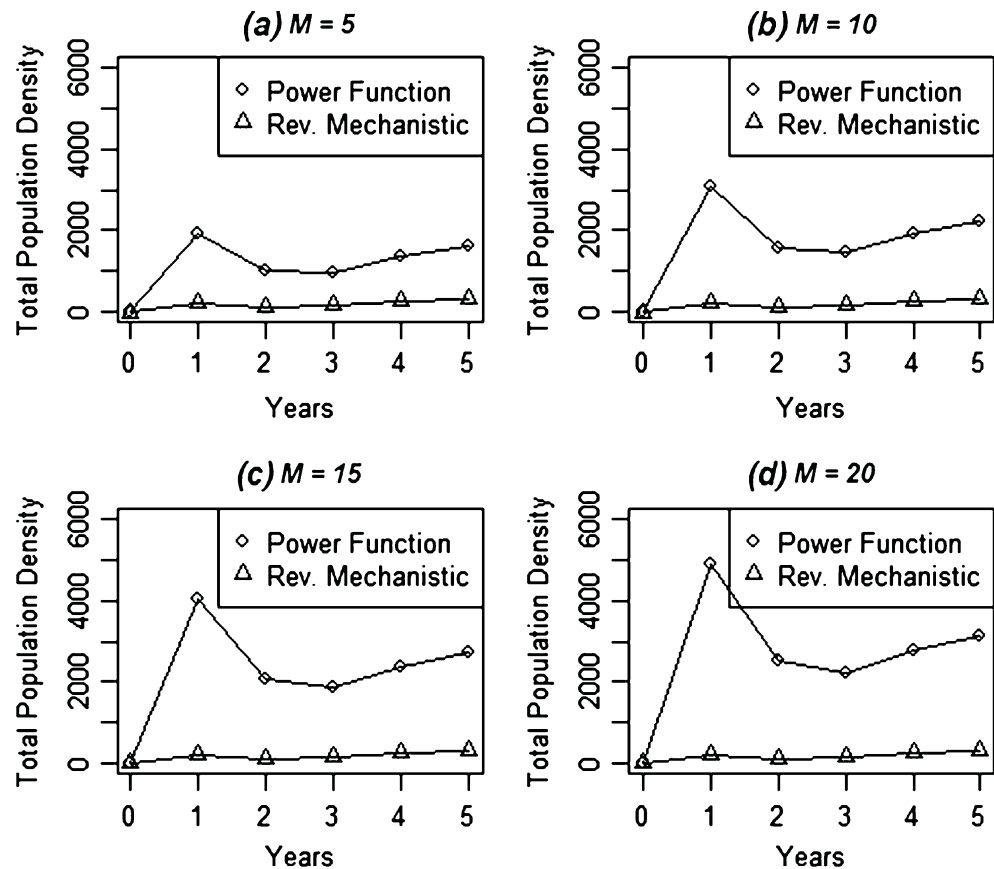 (a) M = 5
Total Population Density
6000
4000
2000
0
Power Function
Rev. Mechanistic
0 1 2 3 4 5
Years
(b) M = 10
Total Population Density
6000
4000
2000
0
Power Function
Rev. Mechanistic
0 1 2 3 4 5
Years
(c) M = 15
Total Population Density
6000
4000
2000
0
Power Function
Rev. Mechanistic
0 1 2 3 4 5
Years
(d) M = 20
Total Population Density
6000
4000
2000
0
Power Function
Rev. Mechanistic
0 1 2 3 4 5
Years